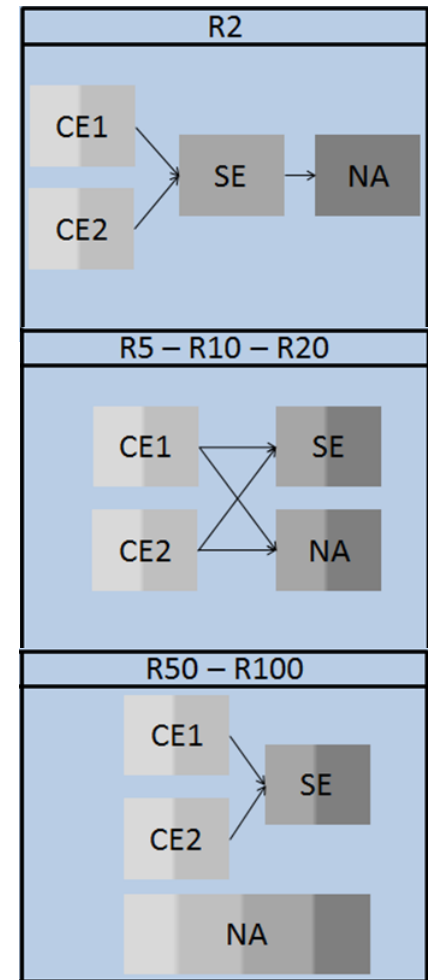 R2
CE1
SE
NA
CE2
R5 – R10 – R20
CE1
SE
CE2
NA
R50 – R100
CE1
SE
CE2
NA